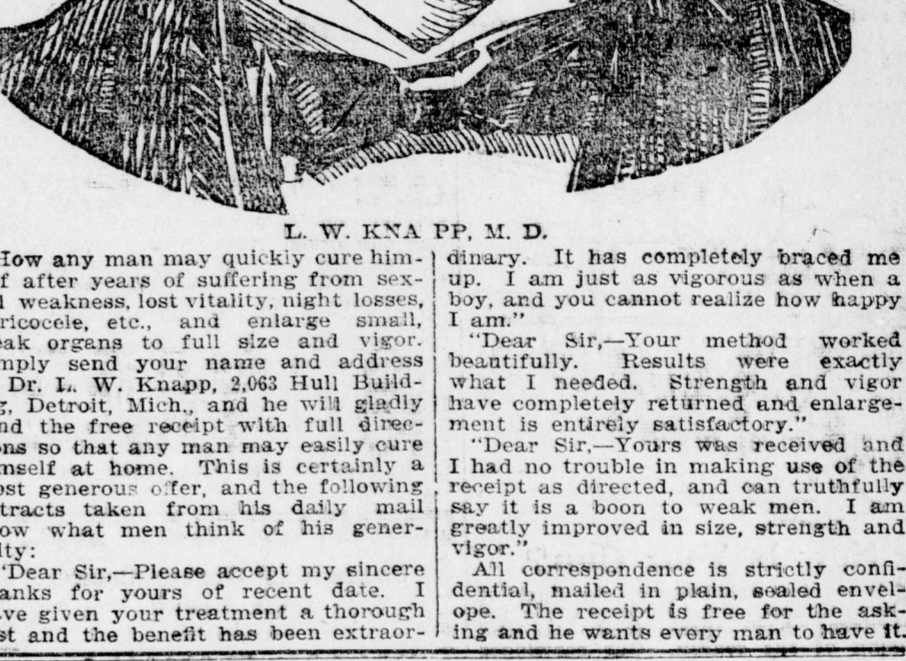 L. W. KNAPP, M. D.
How any man may quickly cure him-
f after years of suffering from sex-
l weakness, lost vitality, night losses,
ricocele, etc., and enlarge small,
eak organs to full size and vigor.
mply send your name and address
Dr. L. W. Knapp, 2,063 Hull Build-
g, Detroit, Mich., and he will gladly
nd the free receipt with full direc-
ons so that any man may easily cure
mself at home. This is certainly a
ost generous offer, and the following
tracts taken from his daily mail
ow what men think of his gener-
ity:
"Dear Sir,—Please accept my sincere
anks for yours of recent date. I
ve given your treatment a thorough
st and the benefit has been extraor-
dinary. It has completely braced me
up. I am just as vigorous as when a
boy, and you cannot realize how happy
I am."
"Dear Sir,—Your method worked
beautifully. Results were exactly
what I needed. Strength and vigor
have completely returned and enlarge-
ment is entirely satisfactory."
"Dear Sir,—Yours was received and
I had no trouble in making use of the
receipt as directed, and can truthfully
say it is a boon to weak men. I am
greatly improved in size, strength and
vigor."
All correspondence is strictly confi-
dential, mailed in plain, sealed envel-
ope. The receipt is free for the ask-
ing and he wants every man to have it.